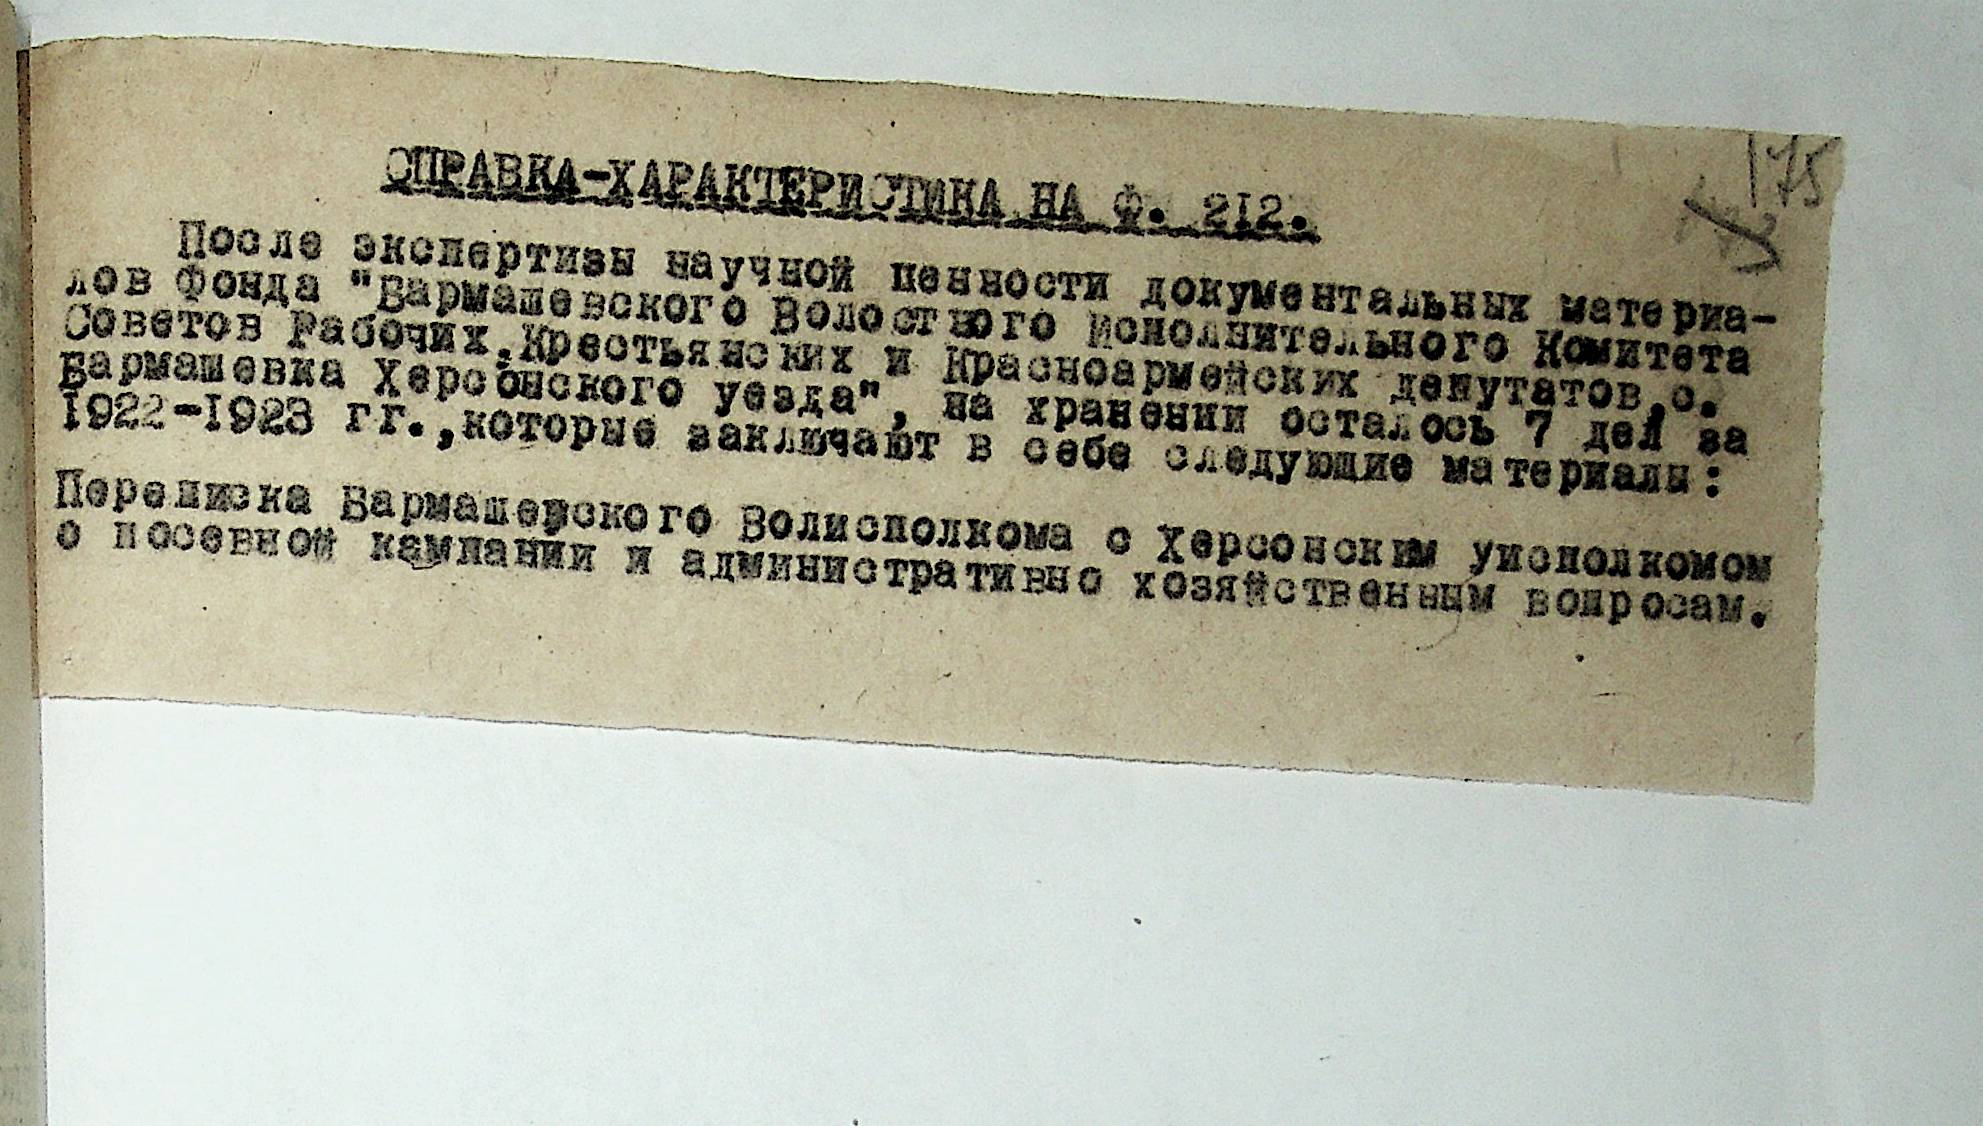 175
СПРАВКА-ХАРАКТЕРИСТИКА НА Ф. 212.
После экспертизы научной ценности документальных материа-
лов фонда "Бармашевского Волостного Исполнительного Комитета
Советов Рабочих,Крестьянских и Красноармейских депутатов,с.
Бармашевка Херсонского уезда", на хранении осталось 7 дел за
1922-1923 гг.,которые заключают в себе следующие материалы:
Переписка Бармашевского Волисполкома с Херсонским уисполкомом
о посевной кампании и административно хозяйственным вопросам.